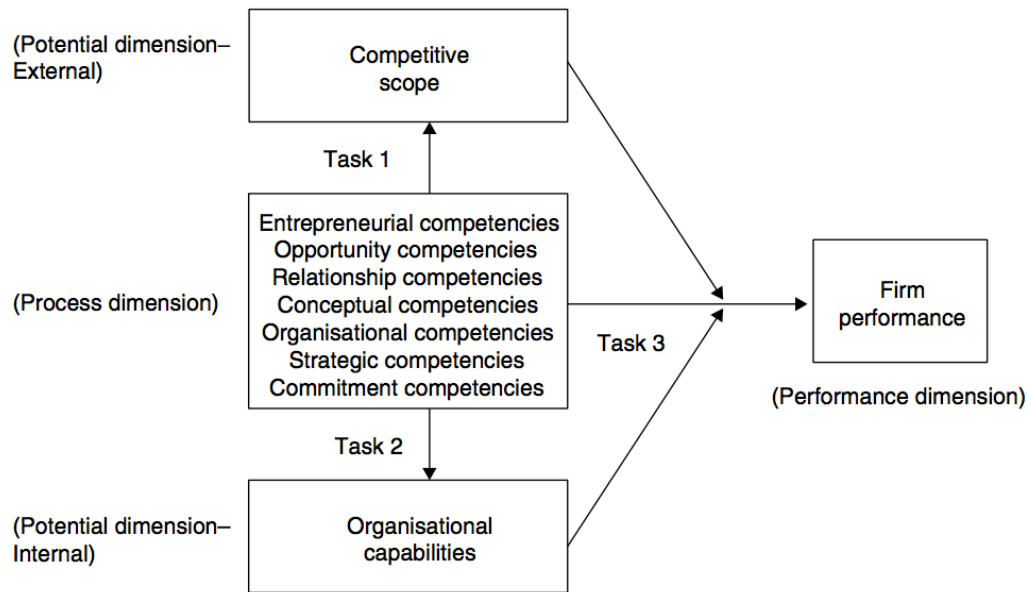 (Potential dimension–
External)
Competitive
scope
Task 1
Entrepreneurial competencies
Opportunity competencies
Relationship competencies
Conceptual competencies
Organisational competencies
Strategic competencies
Commitment competencies
(Process dimension)
Task 3
Firm
performance
(Performance dimension)
Task 2
(Potential dimension–
Internal)
Organisational
capabilities